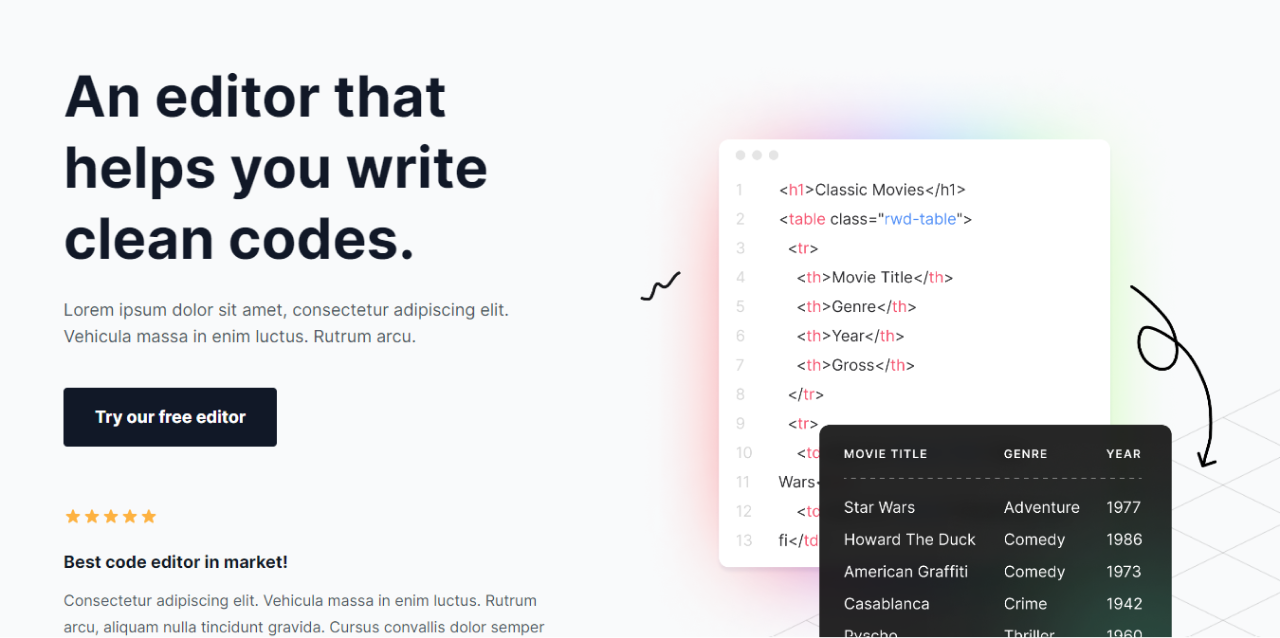 An editor that
helps you write
clean codes.
Lorem ipsum dolor sit amet, consectetur adipiscing elit.
Vehicula massa in enim luctus. Rutrum arcu.
Try our free editor
Best code editor in market!
Consectetur adipiscing elit. Vehicula massa in enim luctus. Rutrum
arcu, aliquam nulla tincidunt gravida. Cursus convallis dolor semper
1 <h1>Classic Movies</h1>
2 <table class="rwd-table">
3 <tr>
4 <th>Movie Title</th>
5 <th>Genre</th>
6 <th>Year</th>
7 <th>Gross</th>
8 </tr>
9 <tr>
10 <td
11 Wars<
12 <td
13 fi</td
MOVIE TITLE GENRE YEAR
Star Wars Adventure 1977
Howard The Duck Comedy 1986
American Graffiti Comedy 1973
Casablanca Crime 1942
Pyscho Thriller 1960